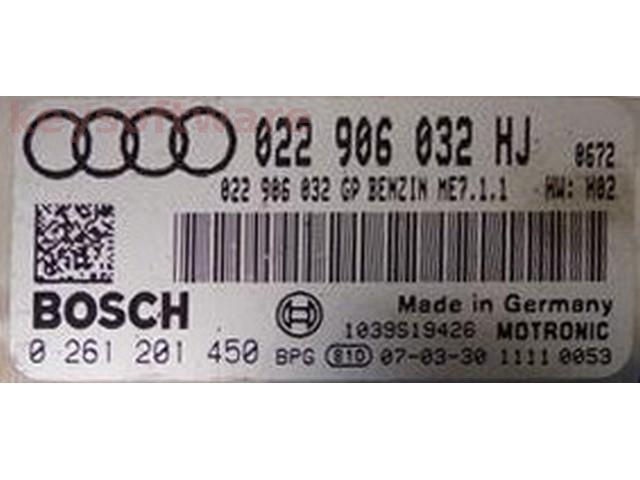 keysoftware
022 906 032 HJ 0672
022 906 032 GP BENZIN ME7.1.1 HW: H02
BOSCH
Made in Germany
1039S19426 MOTRONIC
0 261 201 450 BPG 810 07-03-30 1111 0053